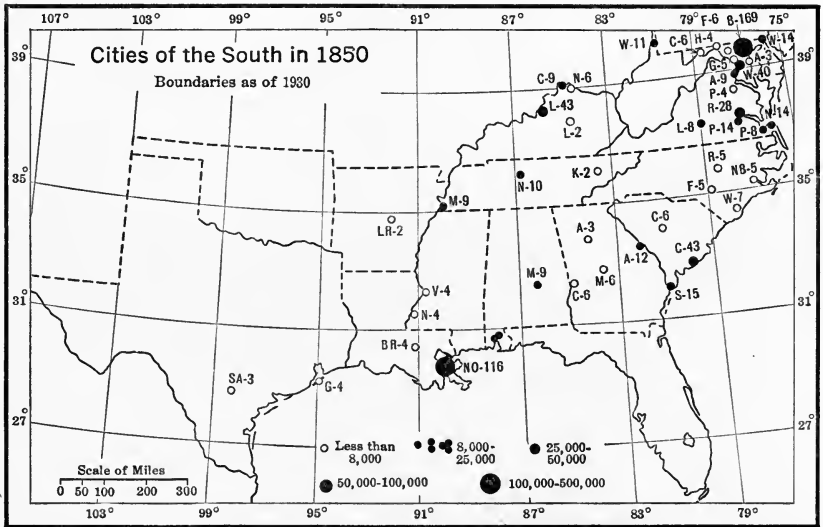 107° 103° 99° 95° 91° 87° 83° 79° F-6 B-169 75°
Cities of the South in 1850
Boundaries as of 1930
39°
W-11
C-6
H-4
W-14
39°
G-5
A-3
W-40
A-9
P-4
R-28
N-14
L-8
P-14
P-8
C-9
N-6
L-43
L-2
R-5
NB-5
F-5
W-7
K-2
N-10
35°
35°
M-9
LR-2
A-3
C-6
C-43
A-12
M-9
C-6
M-6
S-15
31°
31°
V-4
N-4
BR-4
NO-116
SA-3
G-4
27°
27°
Less than
8,000
8,000-
25,000
25,000-
50,000
50,000-100,000
100,000-500,000
Scale of Miles
0 50 100 200 300
103° 99° 95° 91° 87° 83° 79°